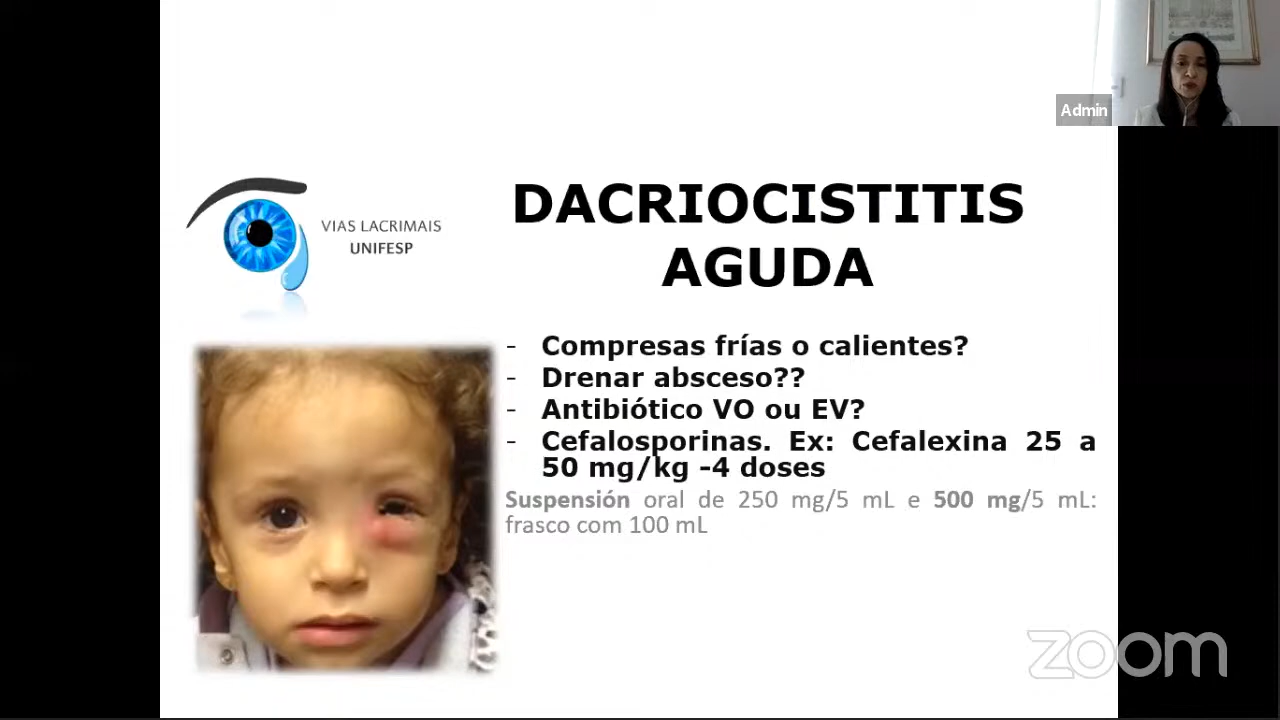 Admin
VIAS LACRIMAIS
UNIFESP
DACRIOCISTITIS
AGUDA
- Compresas frías o calientes?
- Drenar absceso??
- Antibiótico VO ou EV?
- Cefalosporinas. Ex: Cefalexina 25 a
50 mg/kg -4 doses
Suspensión oral de 250 mg/5 mL e 500 mg/5 mL:
frasco com 100 mL
zoom